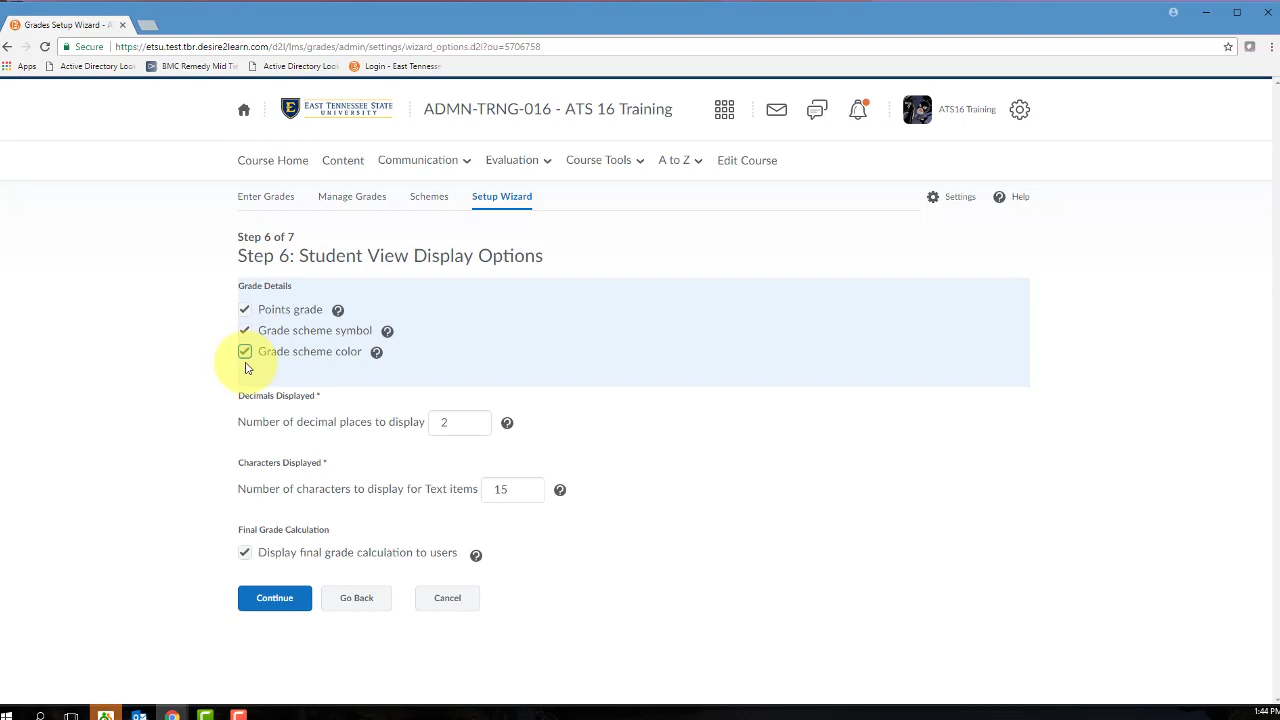 Grades Setup Wizard - A
Secure
https://etsu.test.tbr.desire2learn.com/d2l/lms/grades/admin/settings/wizard_options.d2l?ou=5706758
Apps Active Directory Look BMC Remedy Mid Tie Active Directory Look Login - East Tennesse
EAST TENNESSEE STATE
UNIVERSITY
ADMN-TRNG-016 - ATS 16 Training
ATS16 Training
Course Home Content Communication Evaluation Course Tools A to Z Edit Course
Enter Grades Manage Grades Schemes Setup Wizard Settings Help
Step 6 of 7
Step 6: Student View Display Options
Grade Details
Points grade
Grade scheme symbol
Grade scheme color
Decimals Displayed *
Number of decimal places to display 2
Characters Displayed *
Number of characters to display for Text items 15
Final Grade Calculation
Display final grade calculation to users
Continue Go Back Cancel
1:44 PM